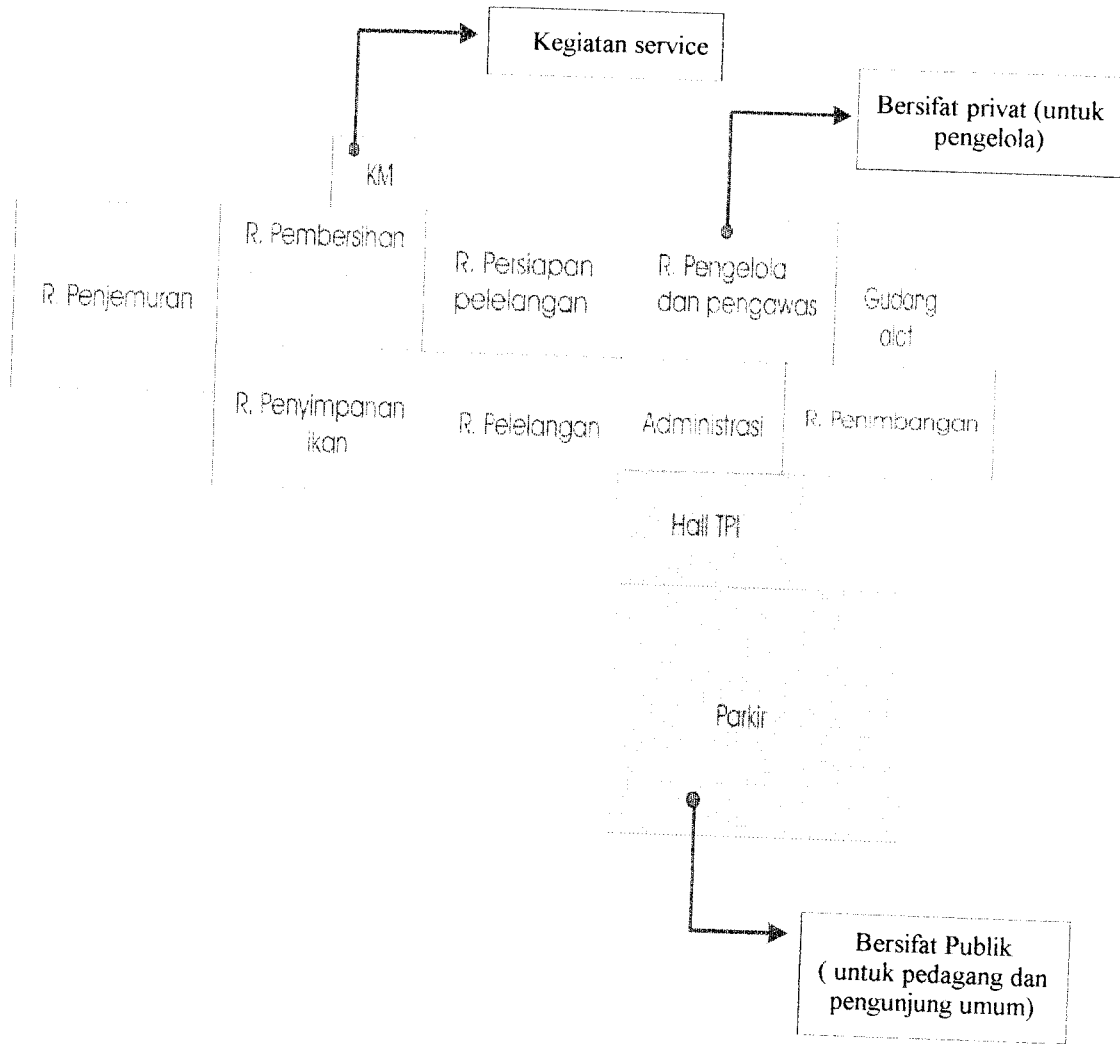 Kegiatan service
Bersifat privat (untuk
pengelola)
KM
R. Pembersihan
R. Penjemuran
R. Persiapan
pelelangan
R. Pengelola
dan pengawas
Gudang
alat
R. Penyimpanan
ikan
R. Pelelangan
Administrasi
R. Penimbangan
Hall TPI
Parkir
Bersifat Publik
( untuk pedagang dan
pengunjung umum)